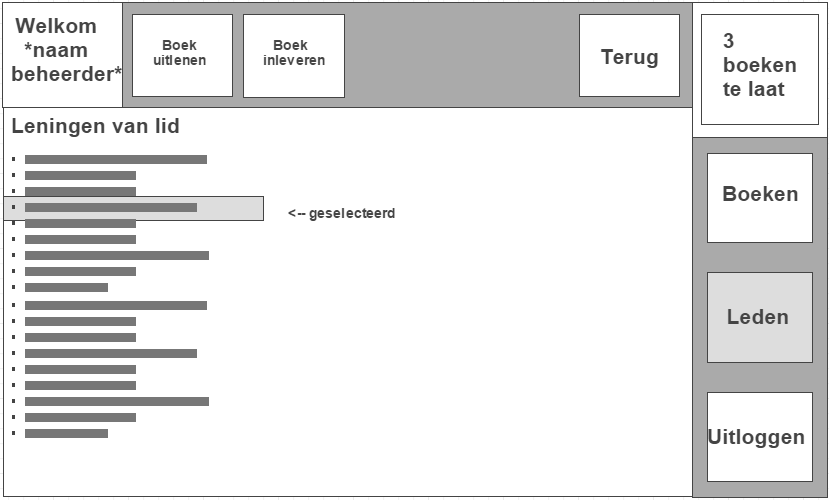 Welkom
*naam
beheerder*
Boek
uitlenen
Boek
inleveren
Terug
3
boeken
te laat
Leningen van lid
<-- geselecteerd
Boeken
Leden
Uitloggen